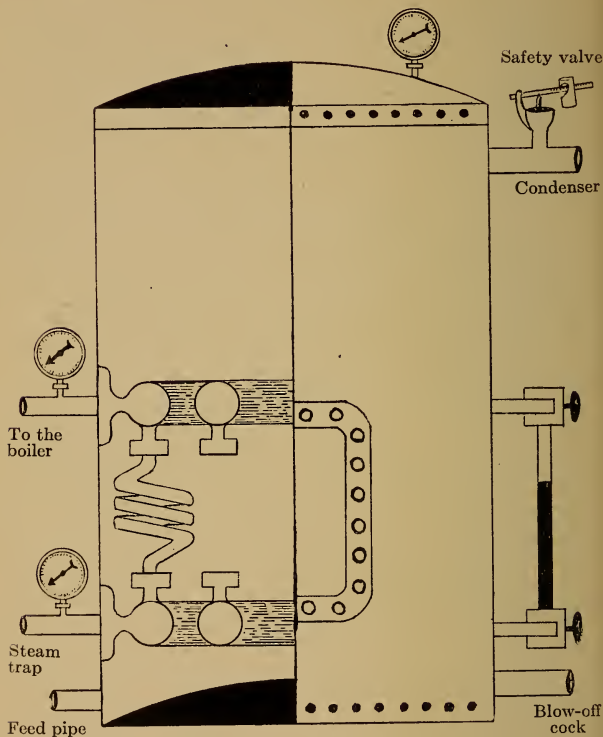 Safety valve
Condenser
To the
boiler
Steam
trap
Feed pipe
Blow-off
cock